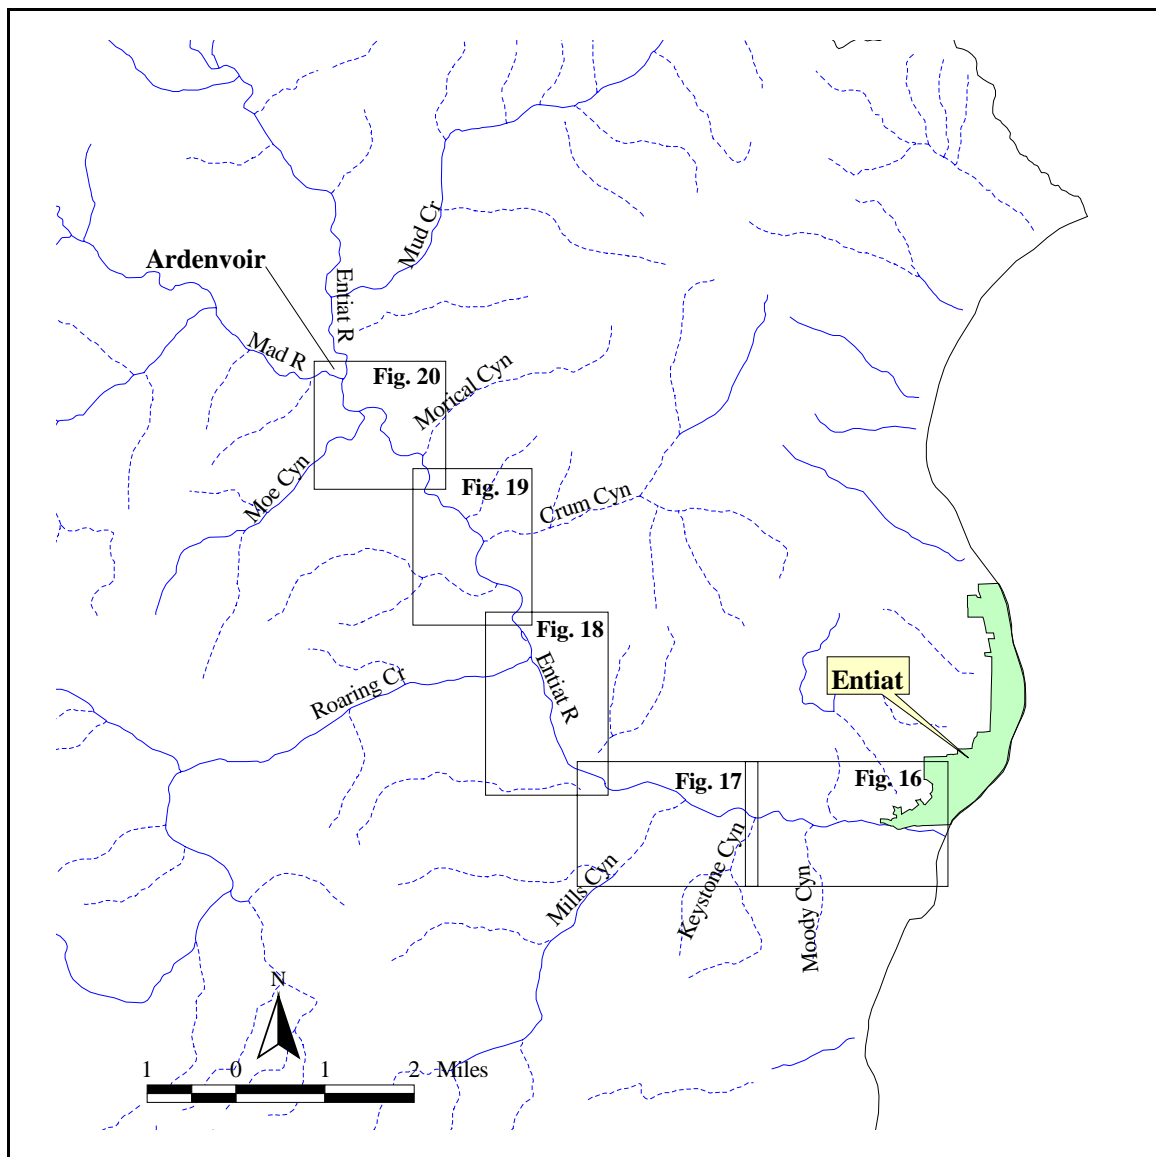 Mud Cr
Ardenvoir
Entiat R
Mad R
Fig. 20
Morical Cyn
Moe Cyn
Fig. 19
Crum Cyn
Fig. 18
Entiat R
Roaring Cr
Entiat
Fig. 17
Fig. 16
Mills Cyn
Keystone Cyn
Moody Cyn
N
1 0 1 2 Miles